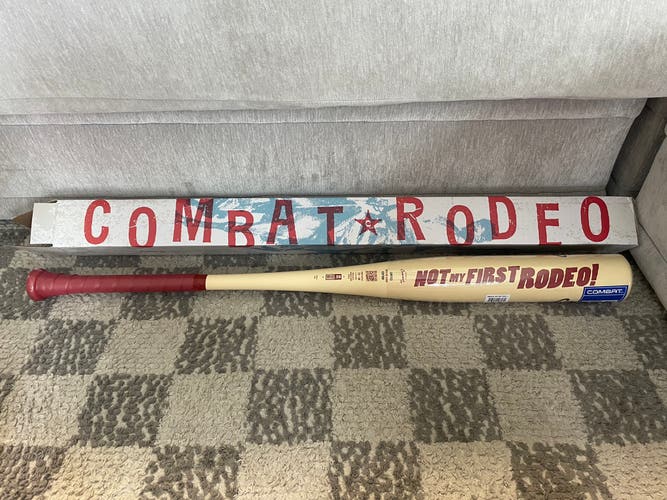 COMBAT RODEO
NOT MY FIRST RODEO!
COMBAT.